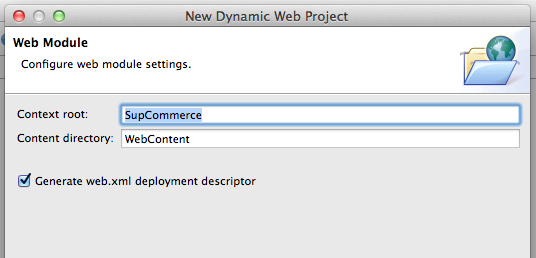 New Dynamic Web Project
Web Module
Configure web module settings.
Context root: SupCommerce
Content directory: WebContent
Generate web.xml deployment descriptor